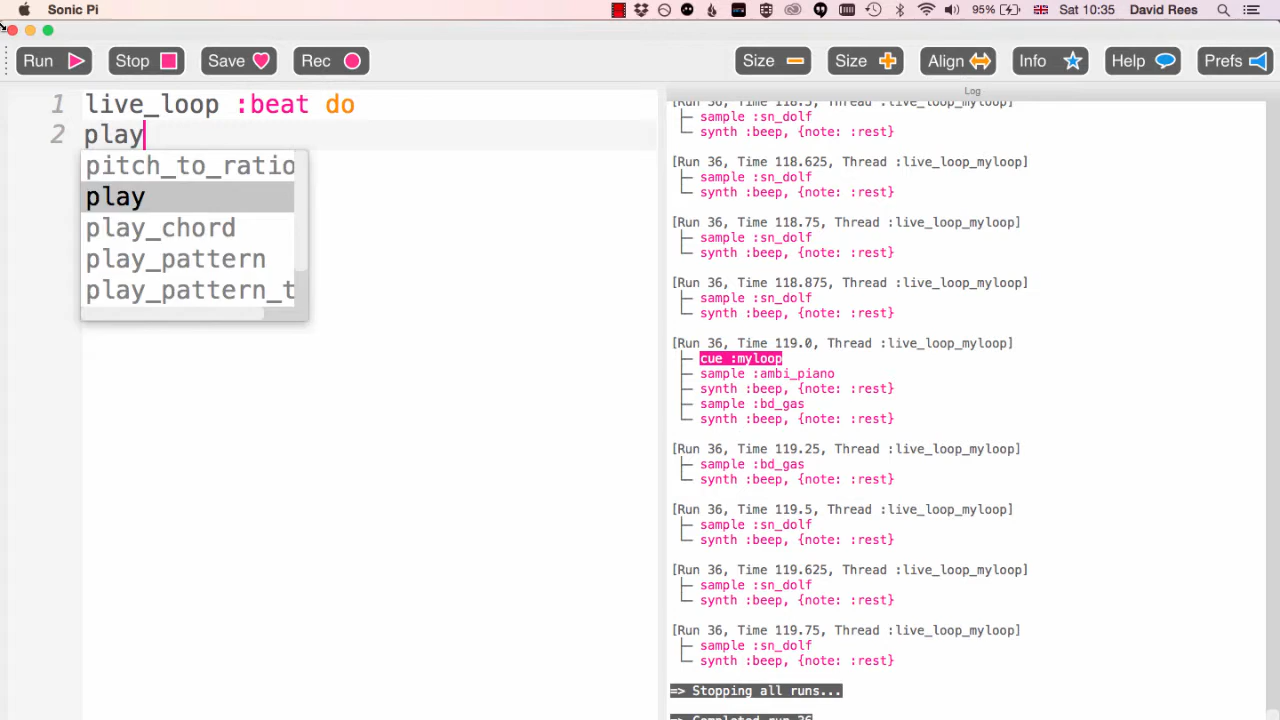 Sonic Pi
95%
Sat 10:35
David Rees
Run
Stop
Save
Rec
Size
Size
Align
Info
Help
Prefs
Log
1 live_loop :beat do
2 play
pitch_to_ratio
play
play_chord
play_pattern
play_pattern_t
[Run 36, Time 118.5, Thread :live_loop_myloop]
sample :sn_dolf
synth :beep, {note: :rest}
[Run 36, Time 118.625, Thread :live_loop_myloop]
sample :sn_dolf
synth :beep, {note: :rest}
[Run 36, Time 118.75, Thread :live_loop_myloop]
sample :sn_dolf
synth :beep, {note: :rest}
[Run 36, Time 118.875, Thread :live_loop_myloop]
sample :sn_dolf
synth :beep, {note: :rest}
[Run 36, Time 119.0, Thread :live_loop_myloop]
cue :myloop
sample :ambi_piano
synth :beep, {note: :rest}
sample :bd_gas
synth :beep, {note: :rest}
[Run 36, Time 119.25, Thread :live_loop_myloop]
sample :bd_gas
synth :beep, {note: :rest}
[Run 36, Time 119.5, Thread :live_loop_myloop]
sample :sn_dolf
synth :beep, {note: :rest}
[Run 36, Time 119.625, Thread :live_loop_myloop]
sample :sn_dolf
synth :beep, {note: :rest}
[Run 36, Time 119.75, Thread :live_loop_myloop]
sample :sn_dolf
synth :beep, {note: :rest}
=> Stopping all runs...
=> Completed run 36